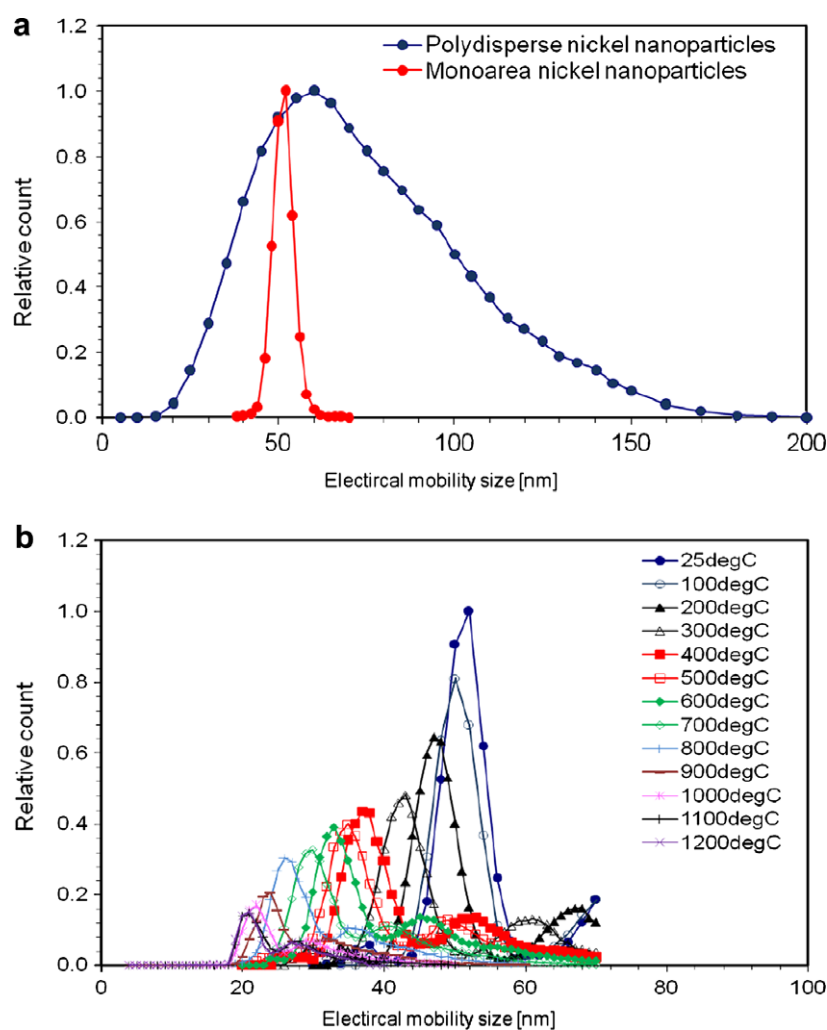 a
1.2
1.0
0.8
0.6
0.4
0.2
0.0
Relative count
Polydisperse nickel nanoparticles
Monoarea nickel nanoparticles
0 50 100 150 200
Electircal mobility size [nm]
b
1.2
1.0
0.8
0.6
0.4
0.2
0.0
Relative count
25degC
100degC
200degC
300degC
400degC
500degC
600degC
700degC
800degC
900degC
1000degC
1100degC
1200degC
0 20 40 60 80 100
Electircal mobility size [nm]